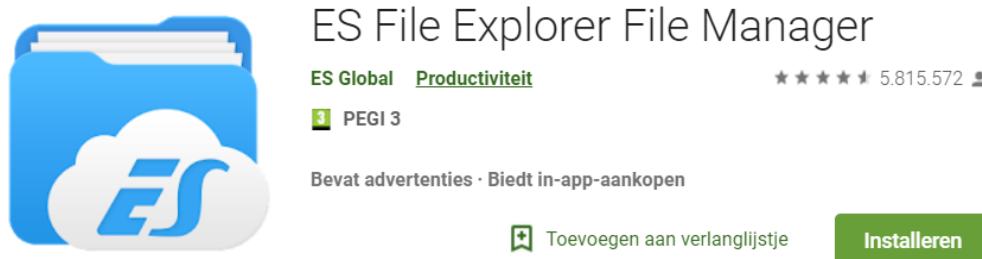 ES File Explorer File Manager
ES Global Productiviteit 5.815.572
3 PEGI 3
Bevat advertenties · Biedt in-app-aankopen
ES
Toevoegen aan verlanglijstje Installeren